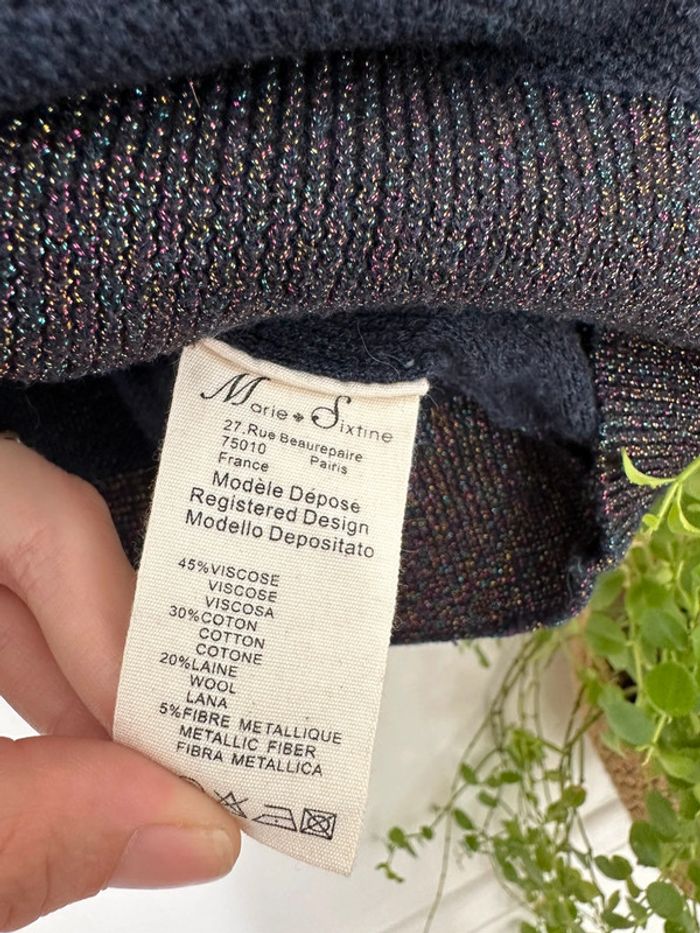 Marie Sixtine
27.Rue Beaurepaire
75010
France Pairis
Modèle Déposé
Registered Design
Modello Depositato
45%VISCOSE
VISCOSE
VISCOSA
30%COTON
COTTON
COTONE
20%LAINE
WOOL
LANA
5%FIBRE METALLIQUE
METALLIC FIBER
FIBRA METALLICA